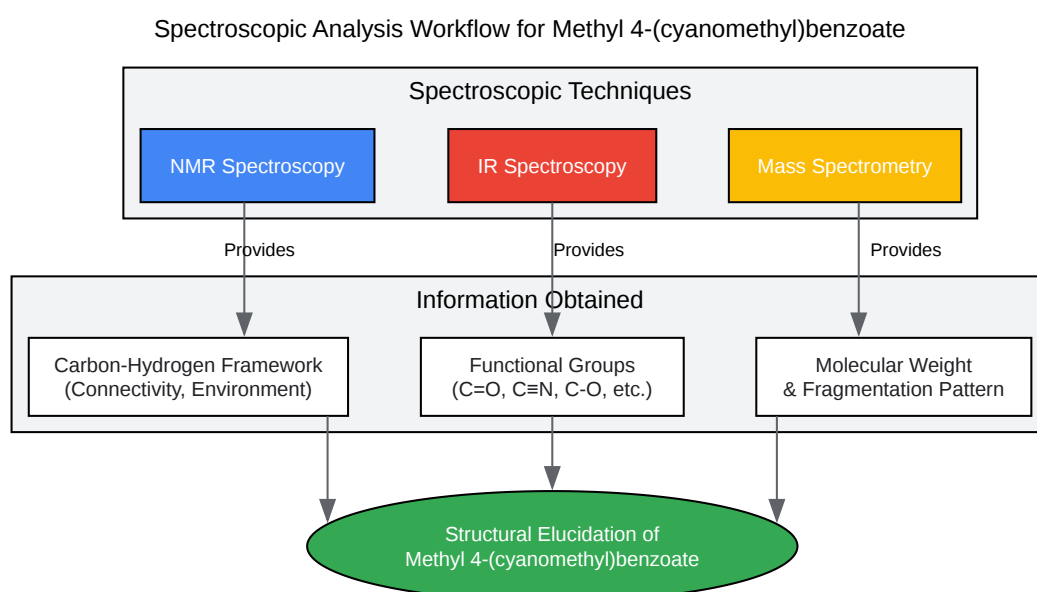 Spectroscopic Analysis Workflow for Methyl 4-(cyanomethyl)benzoate
Spectroscopic Techniques
NMR Spectroscopy
IR Spectroscopy
Mass Spectrometry
Provides
Provides
Provides
Information Obtained
Carbon-Hydrogen Framework
(Connectivity, Environment)
Functional Groups
(C=O, C≡N, C-O, etc.)
Molecular Weight
& Fragmentation Pattern
Structural Elucidation of
Methyl 4-(cyanomethyl)benzoate